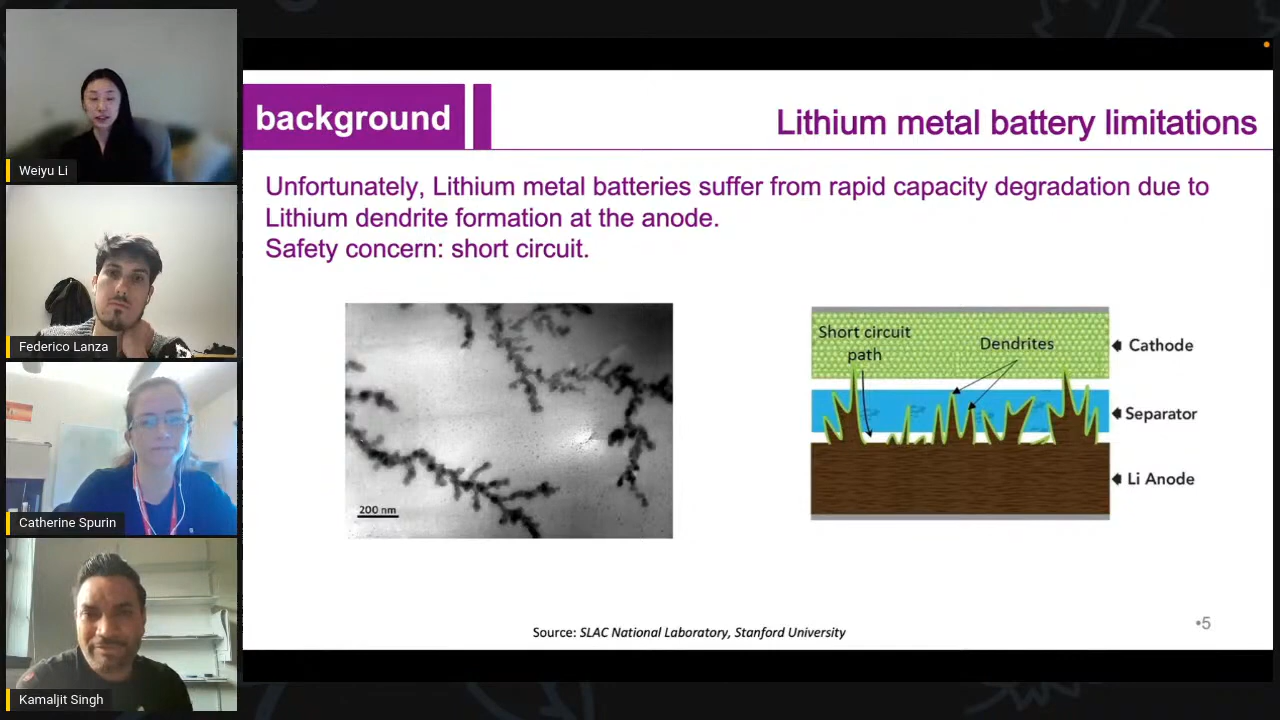 Weiyu Li
Federico Lanza
Catherine Spurin
Kamaljit Singh
background
Lithium metal battery limitations
Unfortunately, Lithium metal batteries suffer from rapid capacity degradation due to
Lithium dendrite formation at the anode.
Safety concern: short circuit.
200 nm
Short circuit
path
Dendrites
Cathode
Separator
Li Anode
Source: SLAC National Laboratory, Stanford University
•5